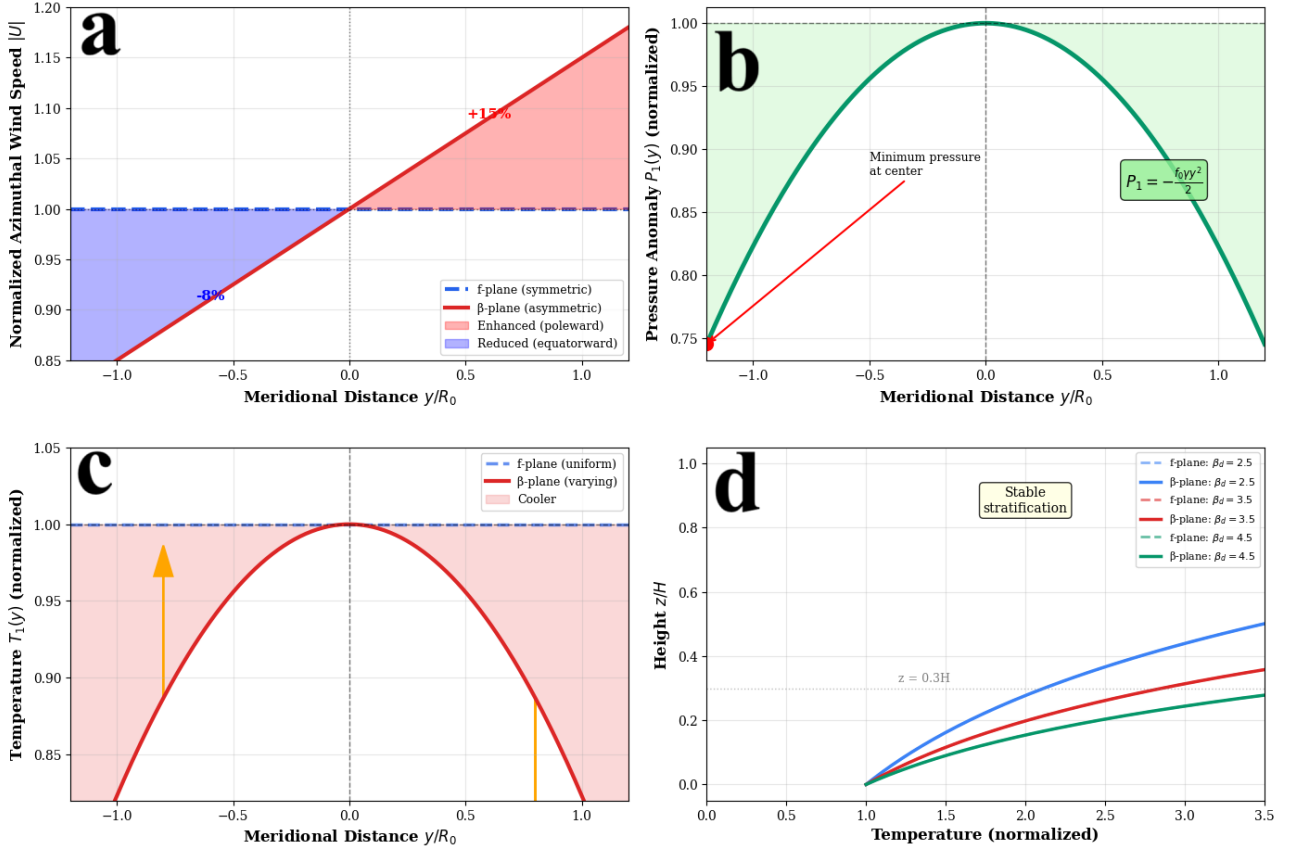 a
Normalized Azimuthal Wind Speed |U|
1.20
1.15
1.10
1.05
1.00
0.95
0.90
0.85
+15%
-8%
f-plane (symmetric)
β-plane (asymmetric)
Enhanced (poleward)
Reduced (equatorward)
−1.0
−0.5
0.0
0.5
1.0
Meridional Distance y/R₀
b
Pressure Anomaly P₁(y) (normalized)
1.00
0.95
0.90
0.85
0.80
0.75
Minimum pressure
at center
P₁ = −f₀γy²/2
−1.0
−0.5
0.0
0.5
1.0
Meridional Distance y/R₀
c
Temperature T₁(y) (normalized)
1.05
1.00
0.95
0.90
0.85
f-plane (uniform)
β-plane (varying)
Cooler
−1.0
−0.5
0.0
0.5
1.0
Meridional Distance y/R₀
d
Height z/H
1.0
0.8
0.6
0.4
0.2
0.0
Stable
stratification
f-plane: β_d = 2.5
β-plane: β_d = 2.5
f-plane: β_d = 3.5
β-plane: β_d = 3.5
f-plane: β_d = 4.5
β-plane: β_d = 4.5
z = 0.3H
0.0
0.5
1.0
1.5
2.0
2.5
3.0
3.5
Temperature (normalized)